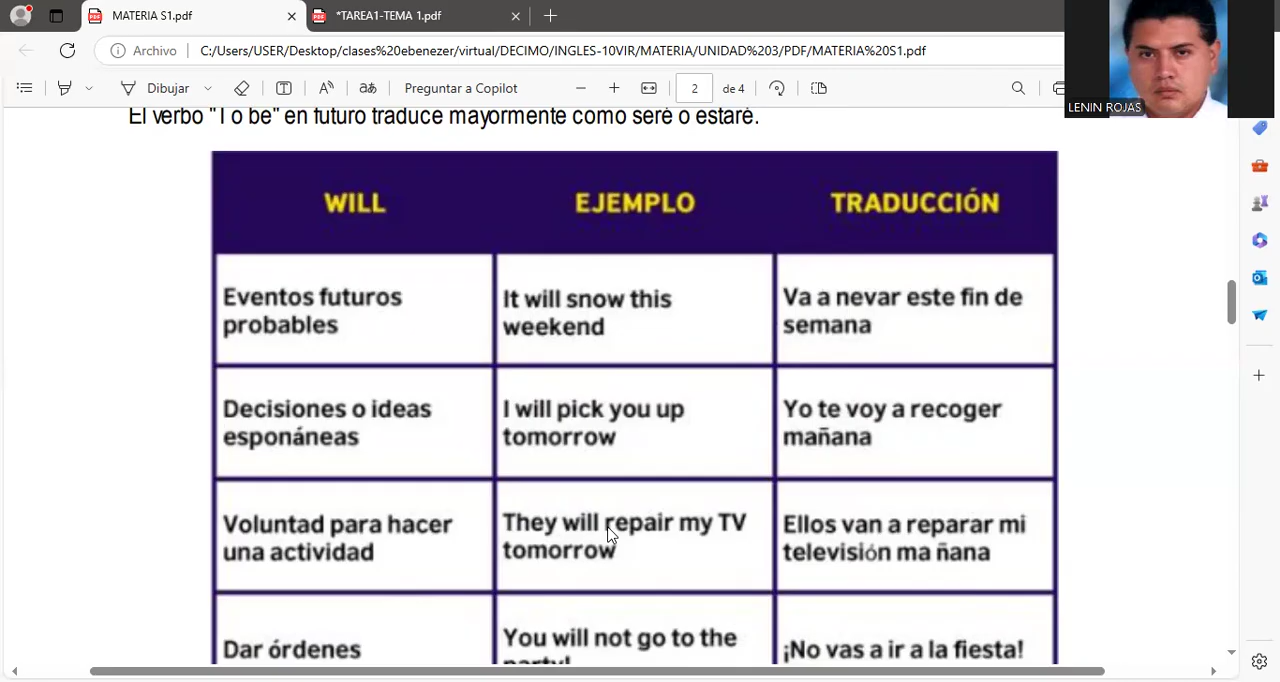 MATERIA S1.pdf
*TAREA1-TEMA 1.pdf
Archivo
C:/Users/USER/Desktop/clases%20ebenezer/virtual/DECIMO/INGLES-10VIR/MATERIA/UNIDAD%203/PDF/MATERIA%20S1.pdf
Dibujar
Preguntar a Copilot
2
de 4
LENIN ROJAS
El verbo "To be" en futuro traduce mayormente como seré o estaré.
WILL
EJEMPLO
TRADUCCIÓN
Eventos futuros
probables
It will snow this
weekend
Va a nevar este fin de
semana
Decisiones o ideas
esponáneas
I will pick you up
tomorrow
Yo te voy a recoger
mañana
Voluntad para hacer
una actividad
They will repair my TV
tomorrow
Ellos van a reparar mi
televisión ma ñana
Dar órdenes
You will not go to the
party!
¡No vas a ir a la fiesta!